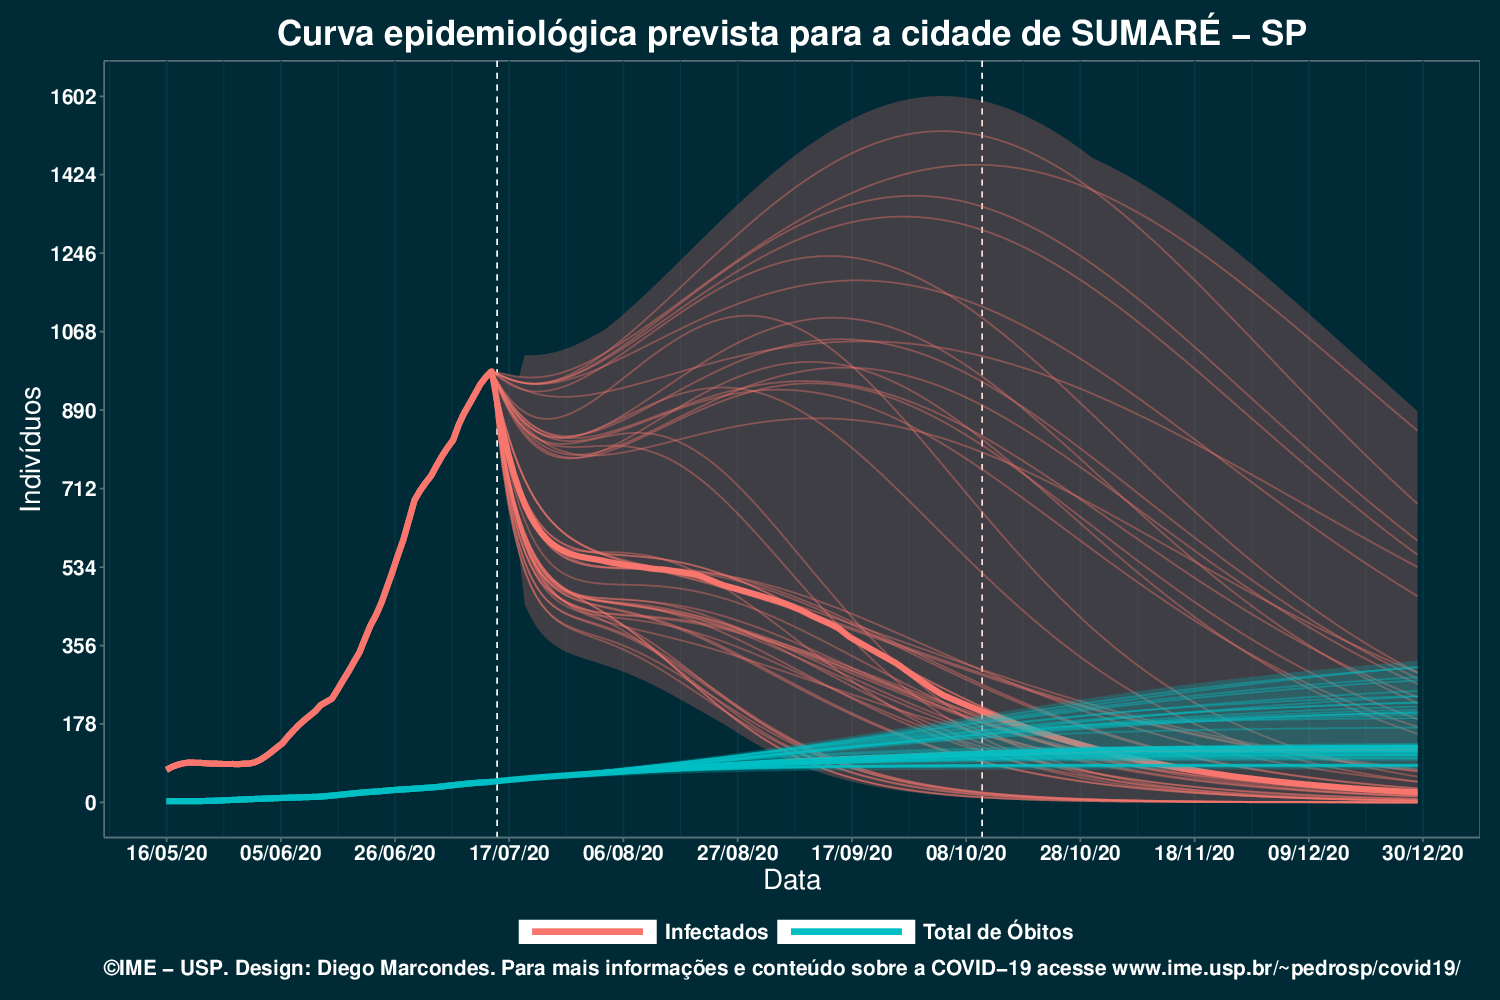 Curva epidemiológica prevista para a cidade de SUMARÉ – SP
Indivíduos
1602
1424
1246
1068
890
712
534
356
178
0
16/05/20 05/06/20 26/06/20 17/07/20 06/08/20 27/08/20 17/09/20 08/10/20 28/10/20 18/11/20 09/12/20 30/12/20
Data
Infectados Total de Óbitos
©IME – USP. Design: Diego Marcondes. Para mais informações e conteúdo sobre a COVID–19 acesse www.ime.usp.br/~pedrosp/covid19/